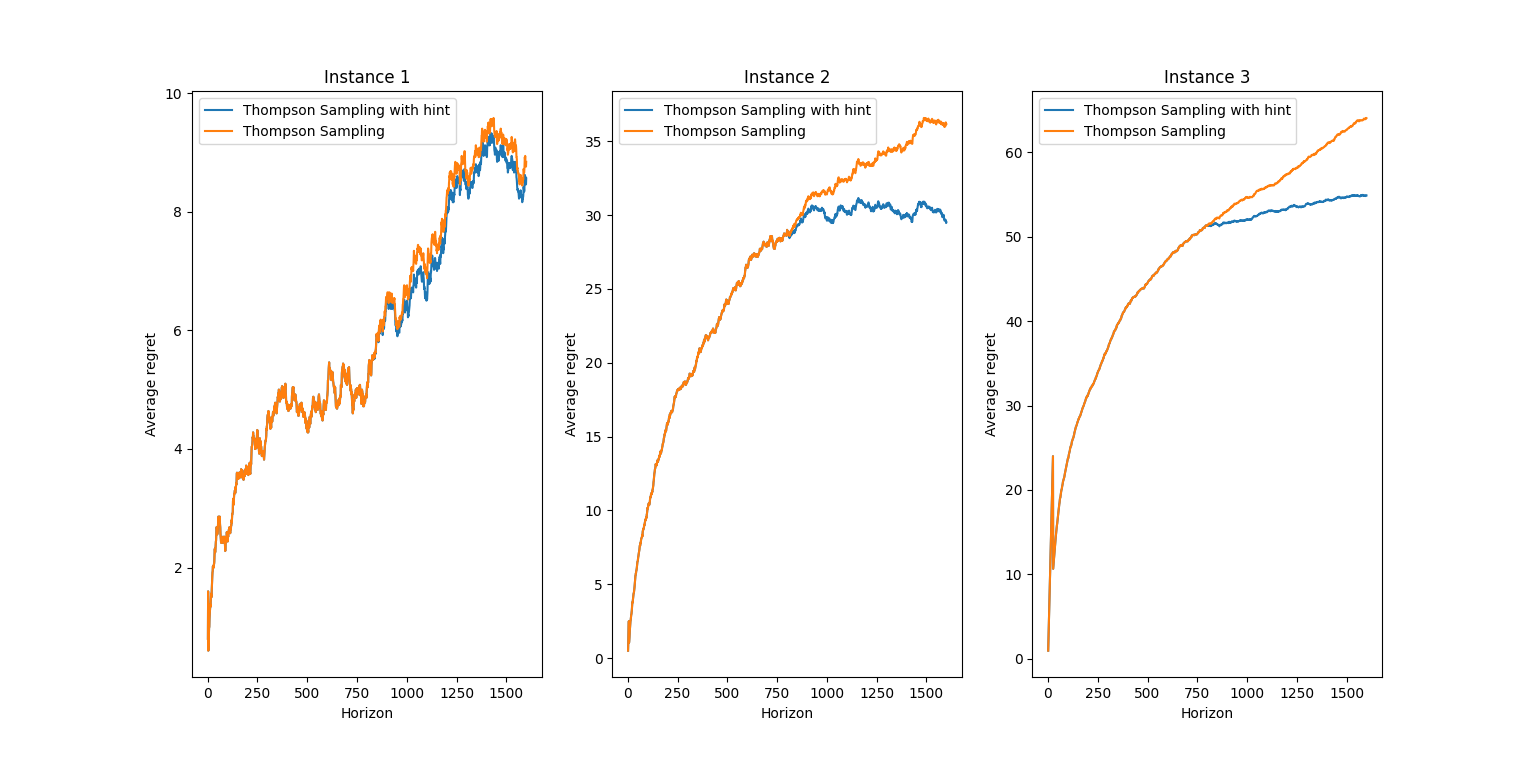 Instance 1
Thompson Sampling with hint
Thompson Sampling
10
8
6
4
2
Average regret
0 250 500 750 1000 1250 1500
Horizon
Instance 2
Thompson Sampling with hint
Thompson Sampling
35
30
25
20
15
10
5
0
Average regret
0 250 500 750 1000 1250 1500
Horizon
Instance 3
Thompson Sampling with hint
Thompson Sampling
60
50
40
30
20
10
0
Average regret
0 250 500 750 1000 1250 1500
Horizon